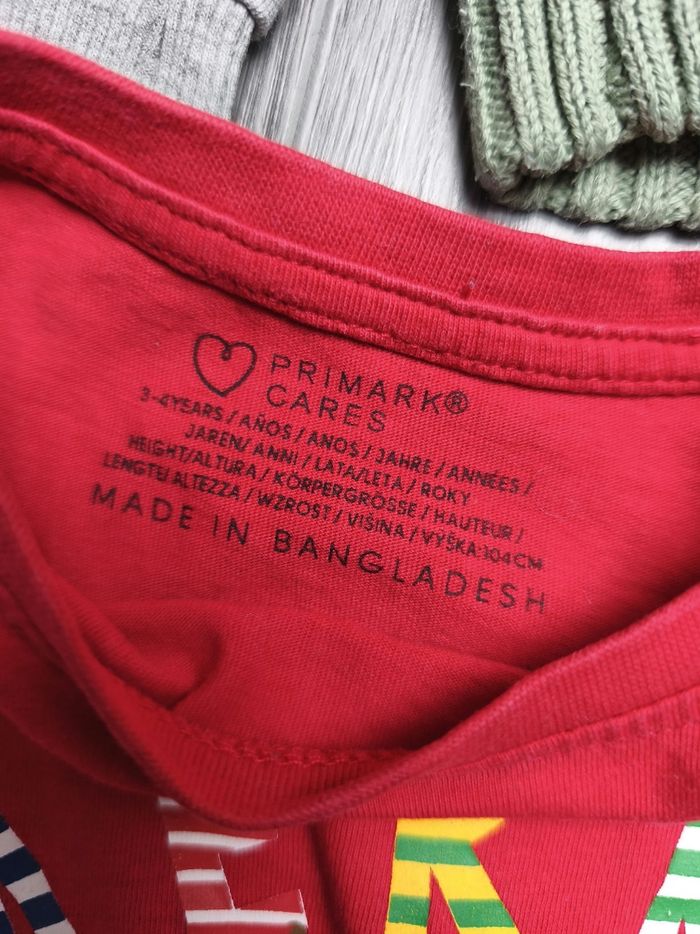 PRIMARK®
CARES
3-4YEARS / AÑOS / ANOS / JAHRE / ANNÉES /
JAREN / ANNI / LATA/LETA / ROKY
HEIGHT/ALTURA / KÖRPERGRÖSSE / HAUTEUR /
LENGTE/ ALTEZZA / WZROST / VIŠINA / VÝŠKA:104CM
MADE IN BANGLADESH